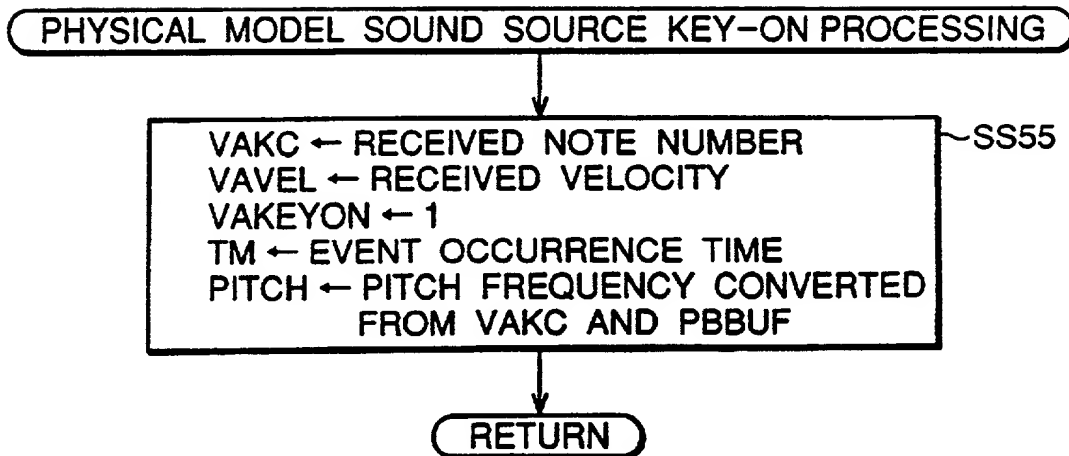 PHYSICAL MODEL SOUND SOURCE KEY-ON PROCESSING
VAKC ← RECEIVED NOTE NUMBER
SS55
VAVEL ← RECEIVED VELOCITY
VAKEYON ← 1
TM ← EVENT OCCURRENCE TIME
PITCH ← PITCH FREQUENCY CONVERTED
FROM VAKC AND PBBUF
RETURN